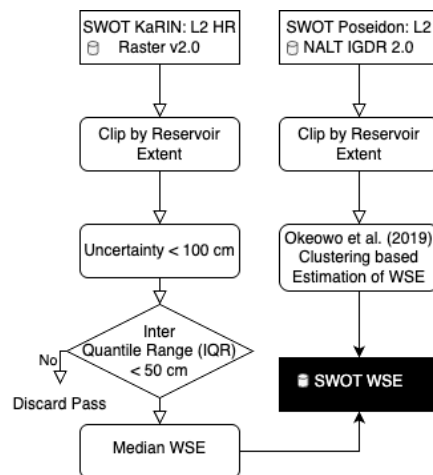 SWOT KaRIN: L2 HR
Raster v2.0
Clip by Reservoir
Extent
Uncertainty < 100 cm
Inter
Quantile Range (IQR)
< 50 cm
No
Discard Pass
Median WSE
SWOT Poseidon: L2
NALT IGDR 2.0
Clip by Reservoir
Extent
Okeowo et al. (2019)
Clustering based
Estimation of WSE
SWOT WSE